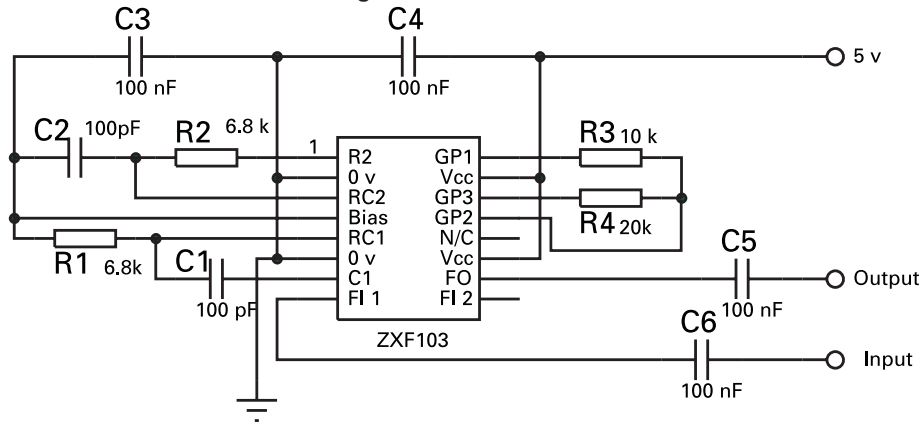 C3
C4
100 nF
100 nF
5 v
C2
100pF
R2
6.8 k
1
R3
10 k
R2
GP1
0 v
Vcc
RC2
GP3
Bias
GP2
R4
20k
RC1
N/C
R1
6.8k
C1
0 v
Vcc
C5
C1
FO
Output
100 pF
FI 1
FI 2
100 nF
ZXF103
C6
Input
100 nF